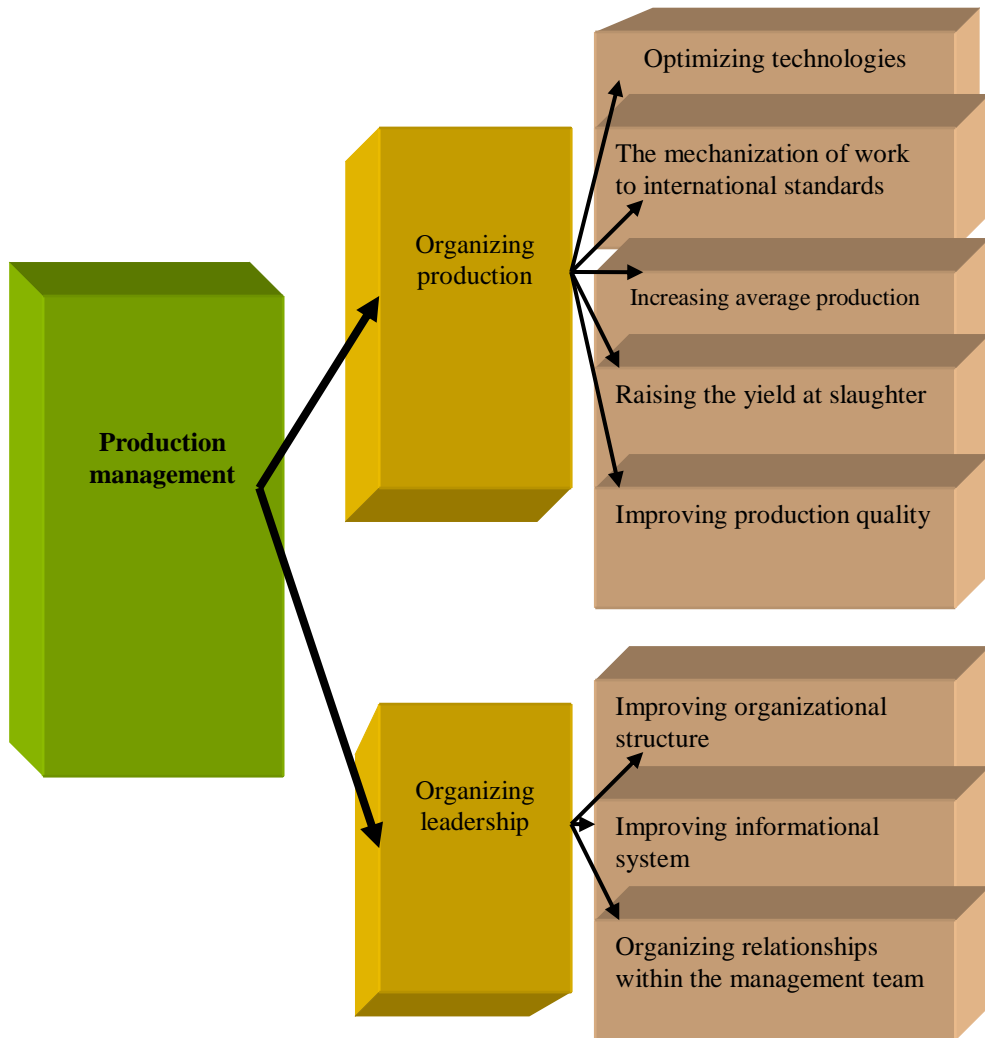 Production
management
Organizing
production
Optimizing technologies
The mechanization of work
to international standards
Increasing average production
Raising the yield at slaughter
Improving production quality
Organizing
leadership
Improving organizational
structure
Improving informational
system
Organizing relationships
within the management team